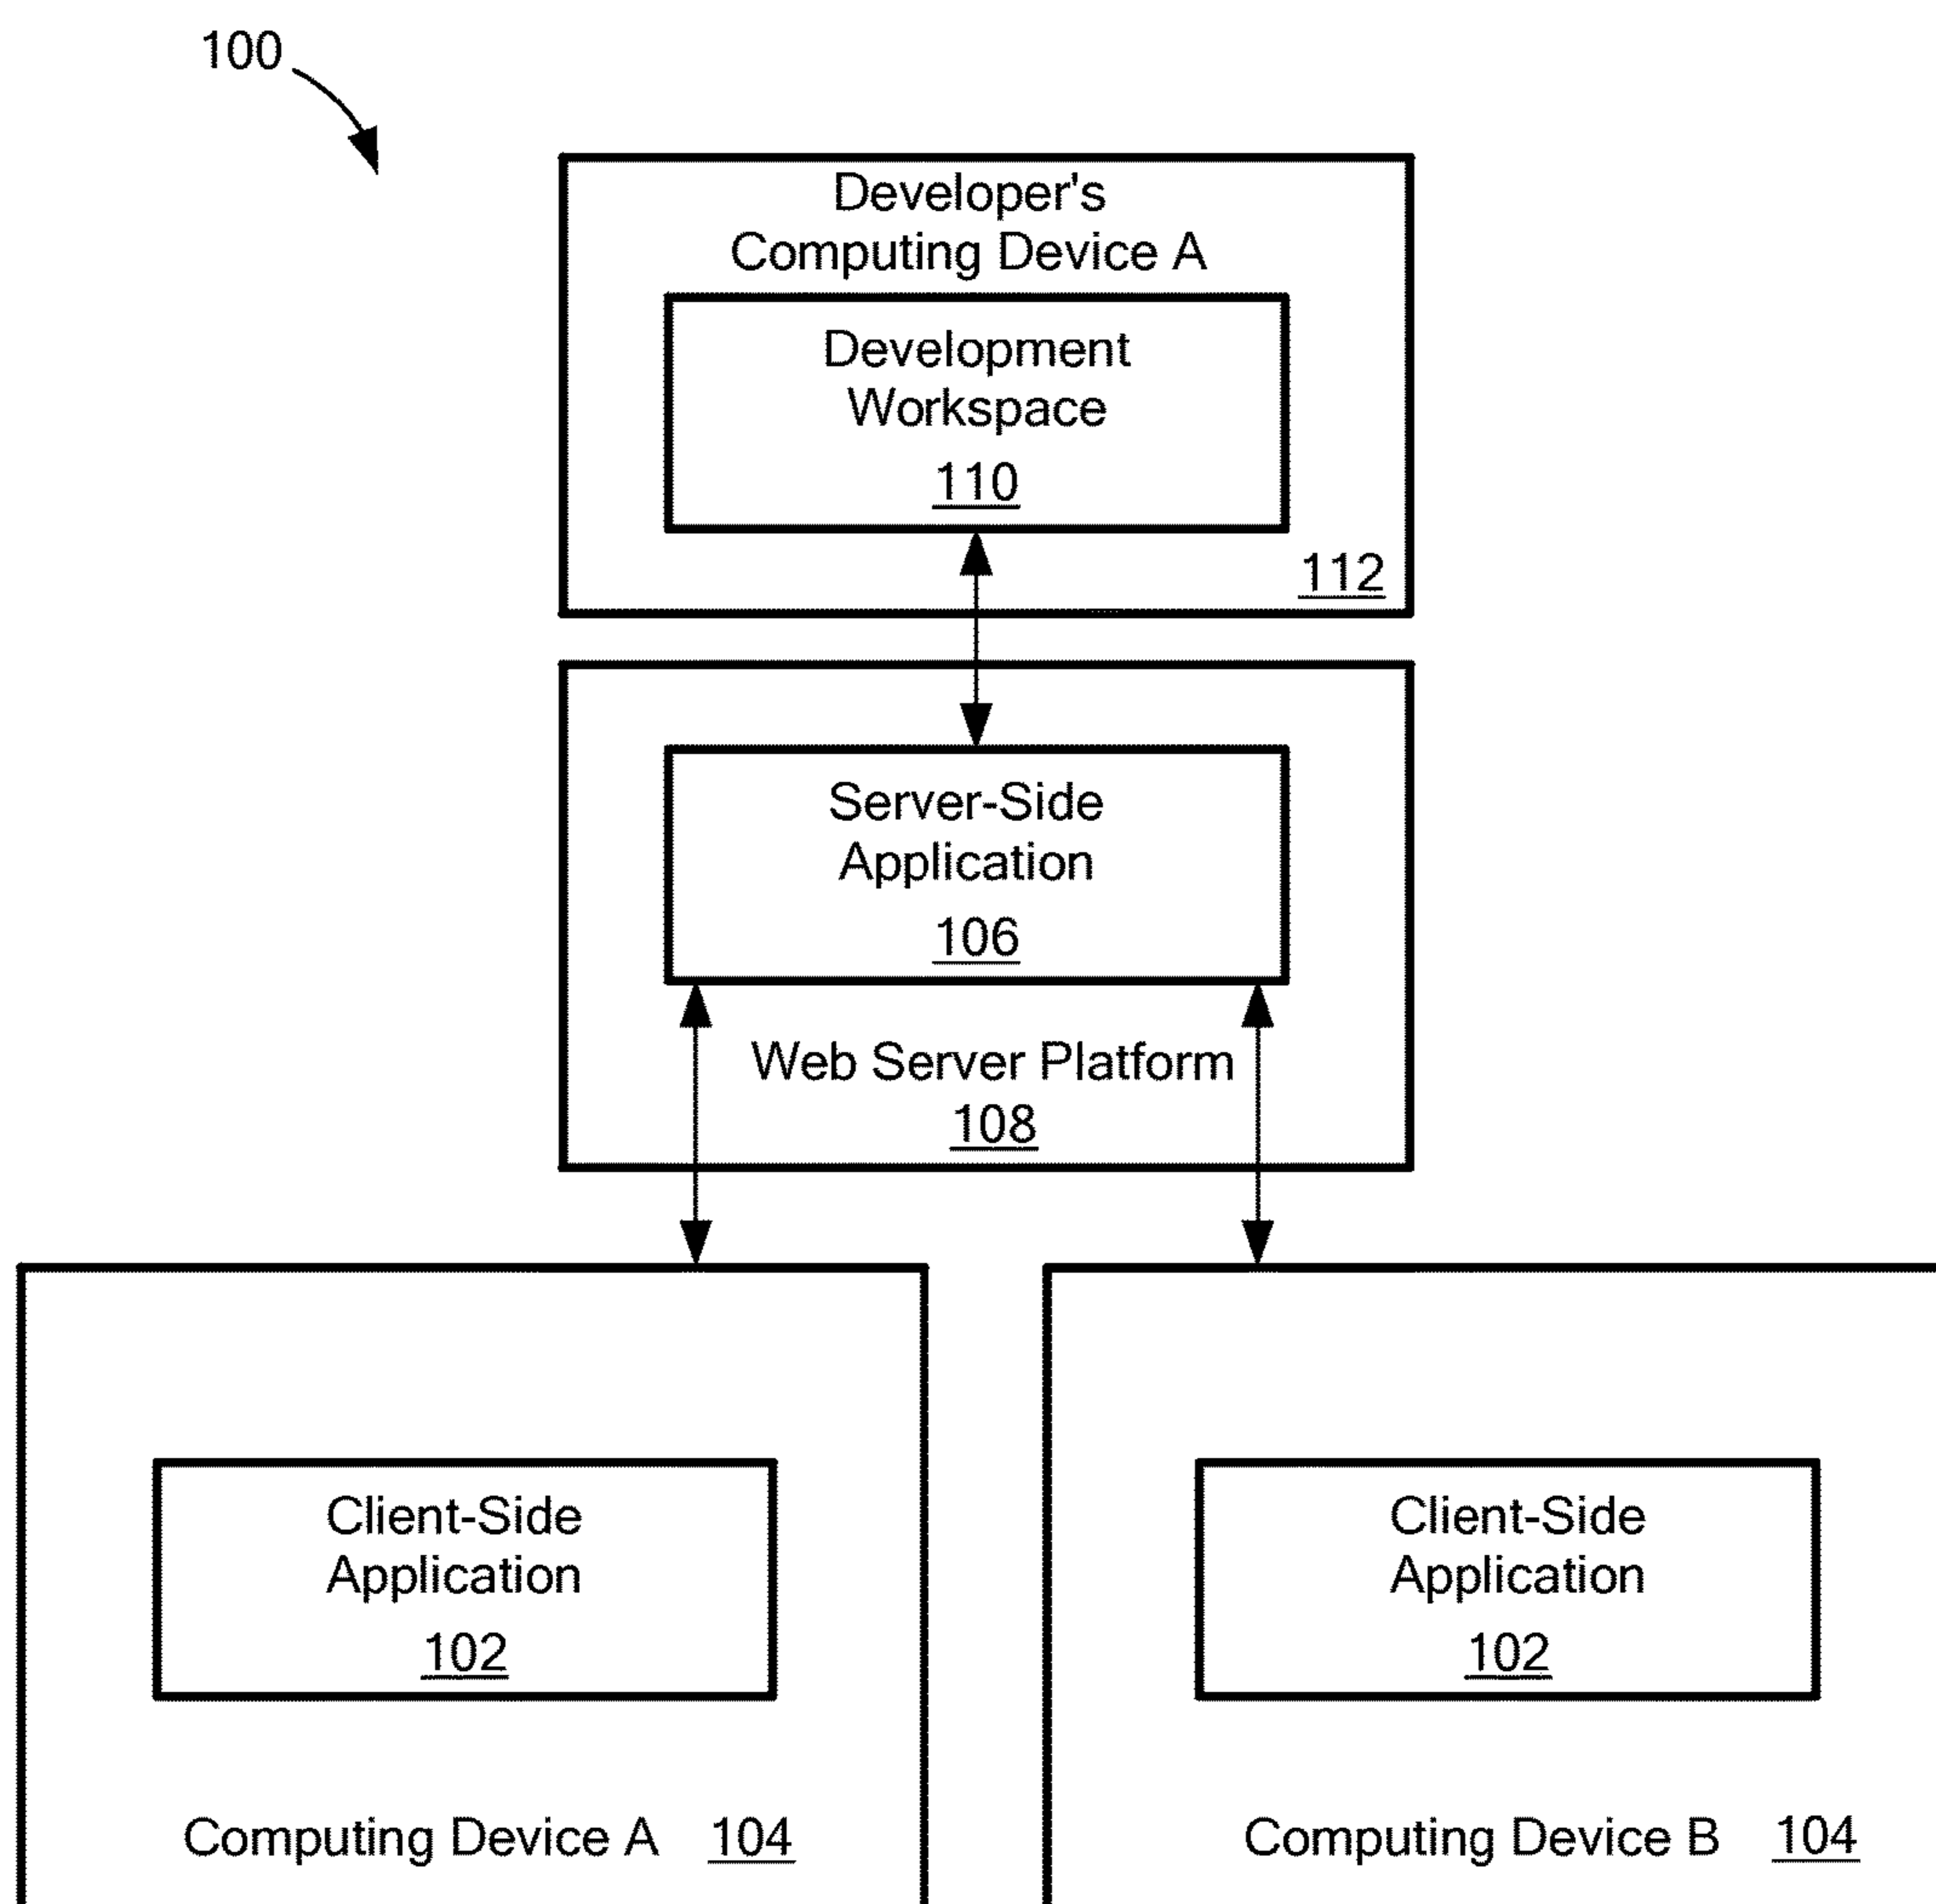 100
Developer's
Computing Device A
Development
Workspace
110
112
Server-Side
Application
106
Web Server Platform
108
Client-Side
Application
102
Computing Device A 104
Client-Side
Application
102
Computing Device B 104